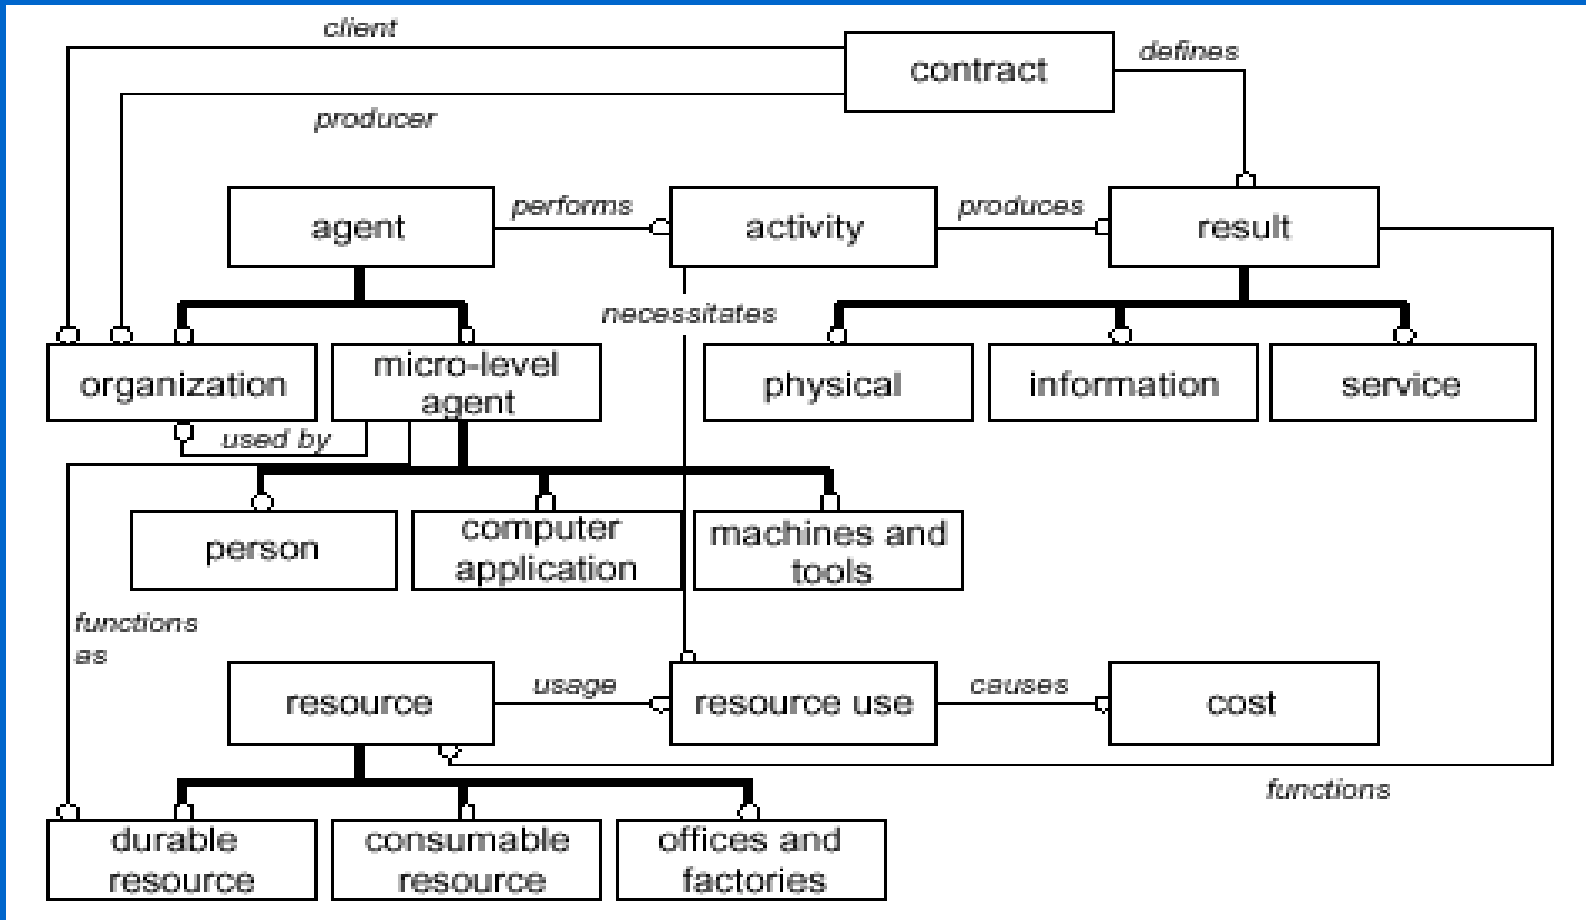 client
contract
defines
producer
agent
performs
activity
produces
result
necessitates
organization
micro-level
agent
physical
information
service
used by
person
computer
application
machines and
tools
functions
as
resource
usage
resource use
causes
cost
functions
durable
resource
consumable
resource
offices and
factories